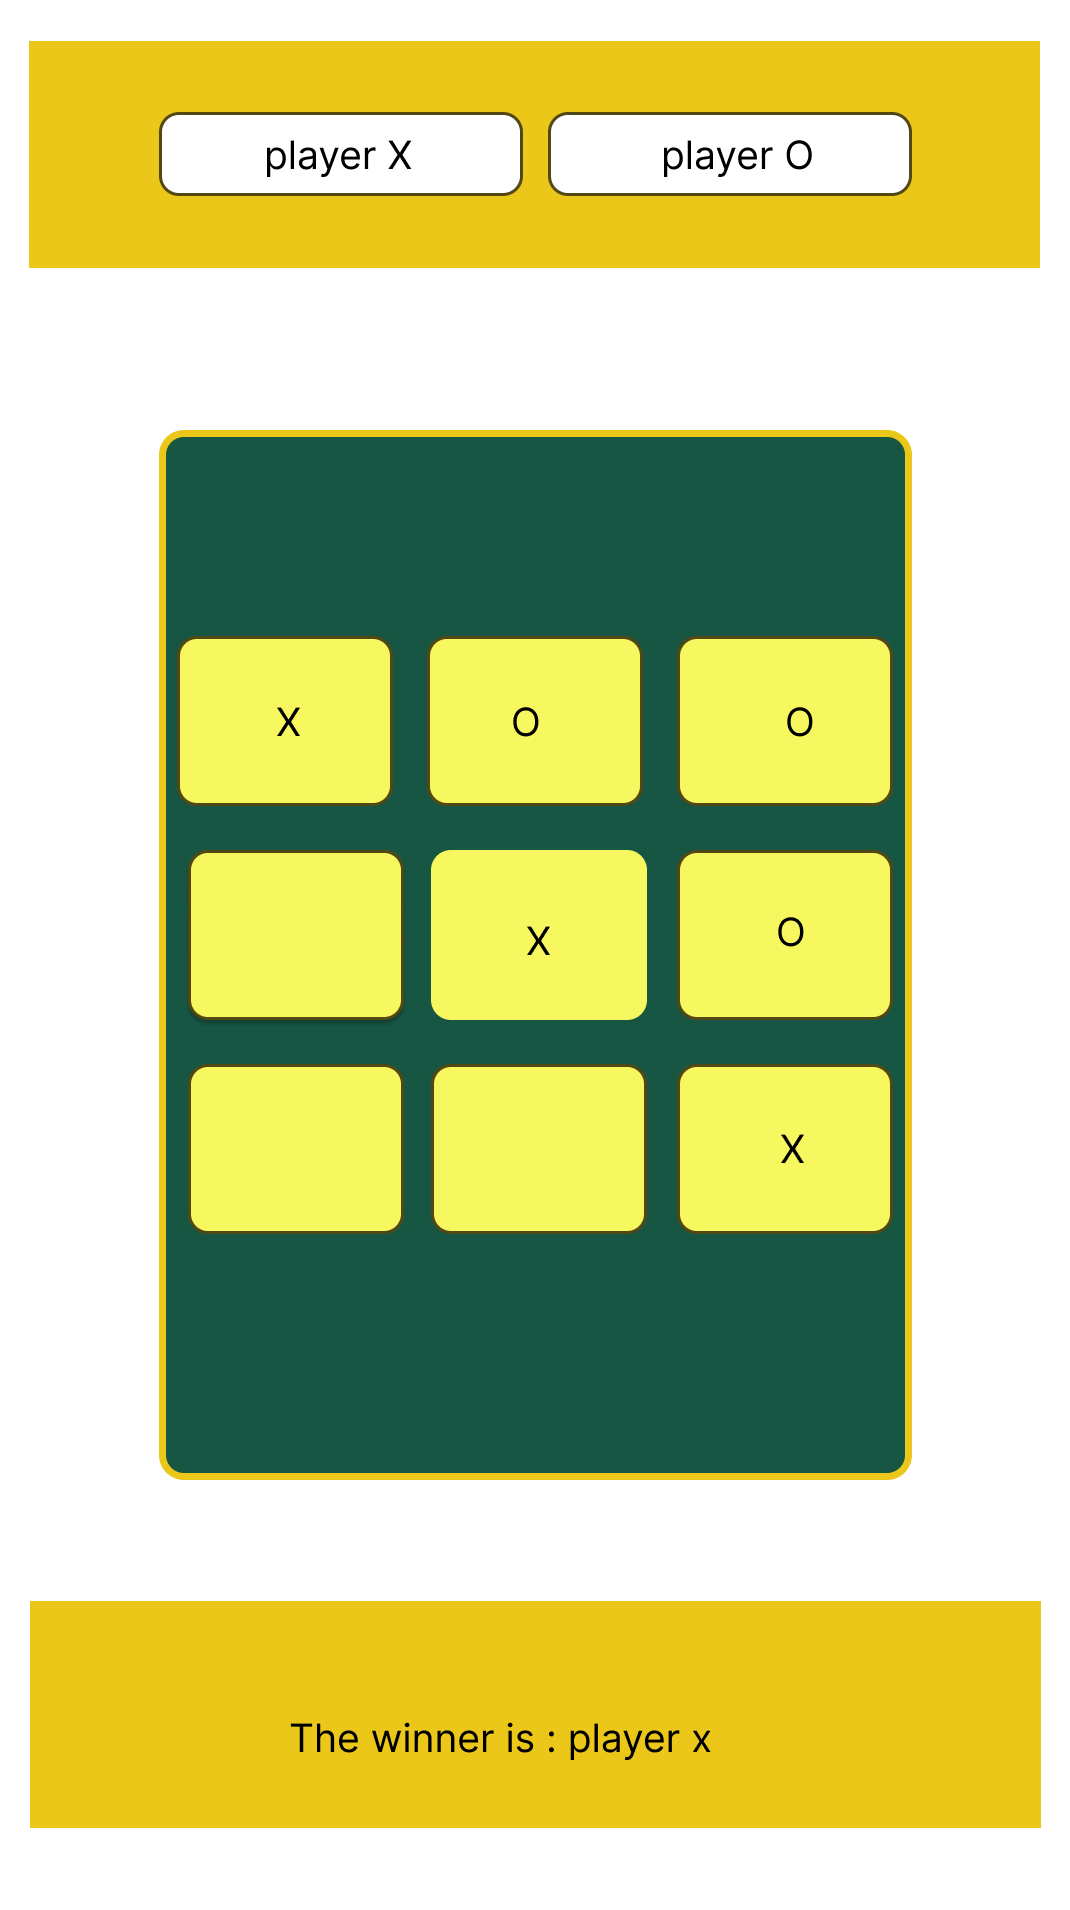 player X player O
X O O
X O
X
The winner is : player x